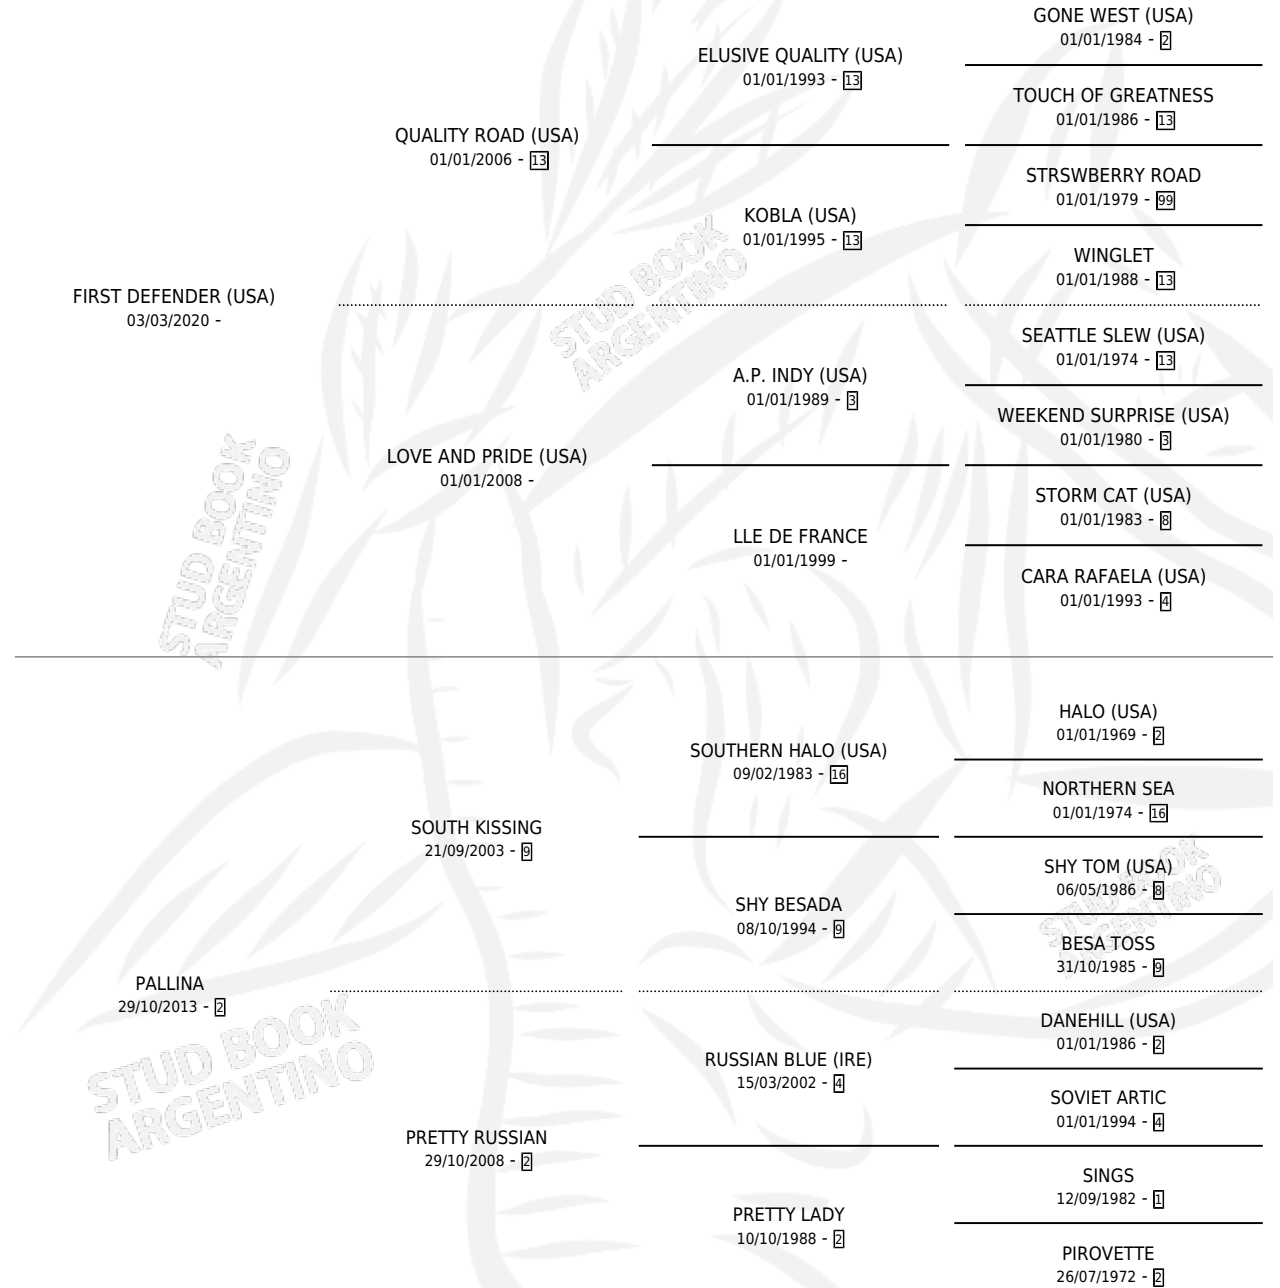 GONE WEST (USA)
01/01/1984 - 2
ELUSIVE QUALITY (USA)
01/01/1993 - 13
TOUCH OF GREATNESS
01/01/1986 - 13
QUALITY ROAD (USA)
01/01/2006 - 13
STRSWBERRY ROAD
01/01/1979 - 99
KOBLA (USA)
01/01/1995 - 13
WINGLET
01/01/1988 - 13
FIRST DEFENDER (USA)
03/03/2020 -
SEATTLE SLEW (USA)
01/01/1974 - 13
A.P. INDY (USA)
01/01/1989 - 3
WEEKEND SURPRISE (USA)
01/01/1980 - 3
LOVE AND PRIDE (USA)
01/01/2008 -
STORM CAT (USA)
01/01/1983 - 8
LLE DE FRANCE
01/01/1999 -
CARA RAFAELA (USA)
01/01/1993 - 4
HALO (USA)
01/01/1969 - 2
SOUTHERN HALO (USA)
09/02/1983 - 16
NORTHERN SEA
01/01/1974 - 16
SOUTH KISSING
21/09/2003 - 9
SHY TOM (USA)
06/05/1986 - 8
SHY BESADA
08/10/1994 - 9
BESA TOSS
31/10/1985 - 9
PALLINA
29/10/2013 - 2
DANEHILL (USA)
01/01/1986 - 2
RUSSIAN BLUE (IRE)
15/03/2002 - 4
SOVIET ARTIC
01/01/1994 - 4
PRETTY RUSSIAN
29/10/2008 - 2
SINGS
12/09/1982 - 1
PRETTY LADY
10/10/1988 - 2
PIROVETTE
26/07/1972 - 2
STUD BOOK
ARGENTINO
STUD BOOK
ARGENTINO
STUD BOOK
ARGENTINO
STUD BOOK
ARGENTINO